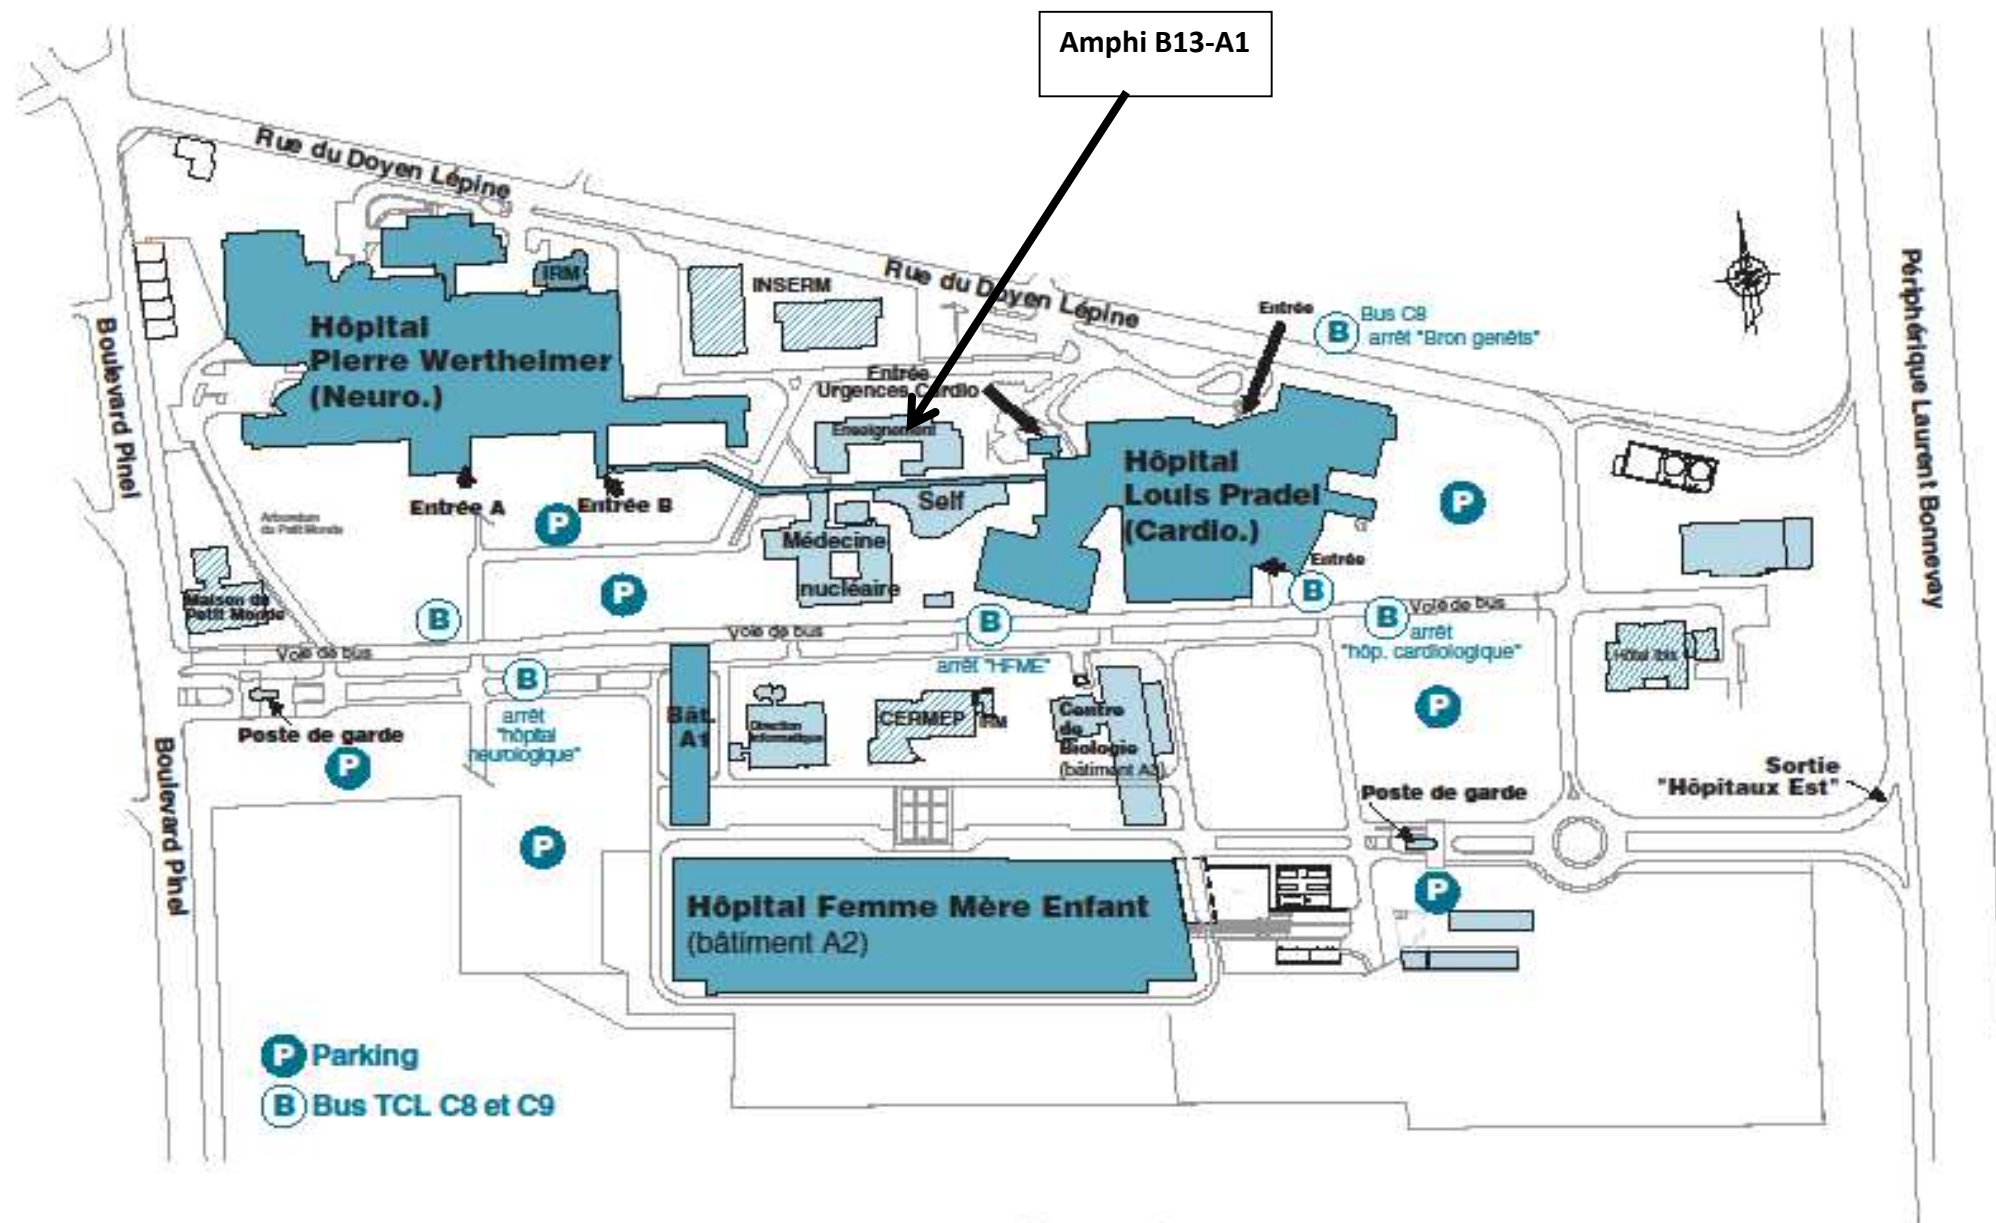 Amphi B13-A1
Rue du Doyen Lépine
IRM
INSERM
Rue du Doyen Lépine
Entrée
Bus C8
arrêt "Bron genêts"
B
Périphérique Laurent Bonnevay
Boulevard Pinel
Hôpital
Pierre Wertheimer
(Neuro.)
Entrée
Urgences Cardio
Enseignement
Hôpital
Louis Pradel
(Cardio.)
P
Entrée A
Entrée B
P
Self
Arboretum
du Petit Monde
Médecine
nucléaire
Entrée
P
B
Maison du
Petit Monde
B
B
B
Voie de bus
arrêt
"hôp. cardiologique"
Voie de bus
Voie de bus
arrêt "HFME"
Hôtel Ibis
B
arrêt
"hôpital
neurologique"
Poste de garde
P
Bât.
A1
Direction
Informatique
CERMEP
IRM
Centre
de
Biologie
(bâtiment A3)
P
Sortie
"Hôpitaux Est"
Poste de garde
Boulevard Pinel
P
P
Hôpital Femme Mère Enfant
(bâtiment A2)
P Parking
B Bus TCL C8 et C9